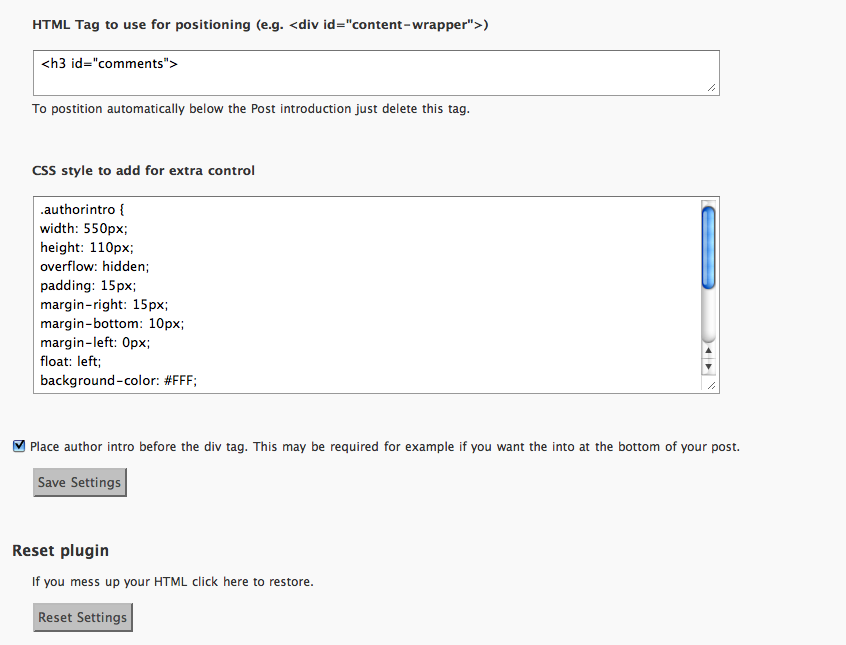 HTML Tag to use for positioning (e.g. <div id="content-wrapper">)
<h3 id="comments">
To postition automatically below the Post introduction just delete this tag.
CSS style to add for extra control
.authorintro {
width: 550px;
height: 110px;
overflow: hidden;
padding: 15px;
margin-right: 15px;
margin-bottom: 10px;
margin-left: 0px;
float: left;
background-color: #FFF;
Place author intro before the div tag. This may be required for example if you want the into at the bottom of your post.
Save Settings
Reset plugin
If you mess up your HTML click here to restore.
Reset Settings